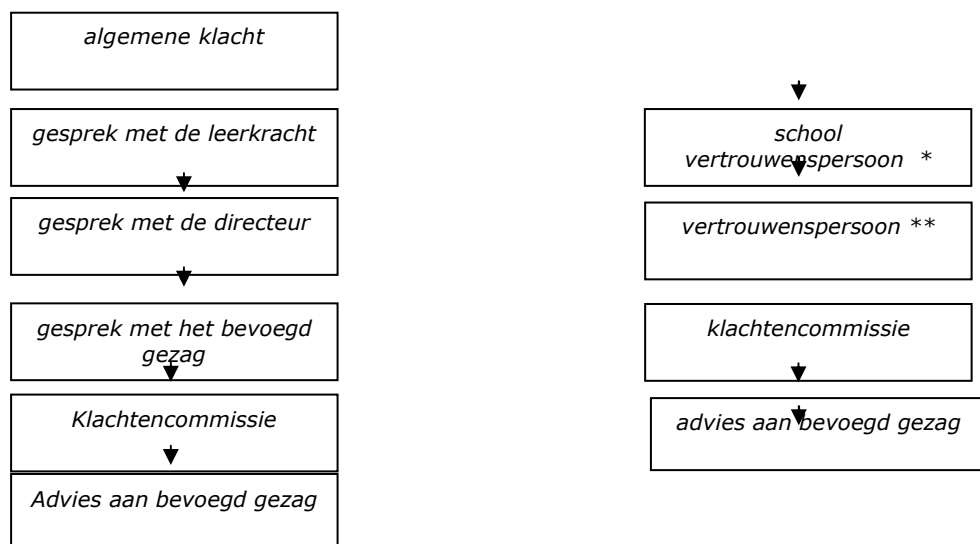 algemene klacht
gesprek met de leerkracht
gesprek met de directeur
gesprek met het bevoegd
gezag
Klachtencommissie
Advies aan bevoegd gezag
school
vertrouwenspersoon *
vertrouwenspersoon **
klachtencommissie
advies aan bevoegd gezag